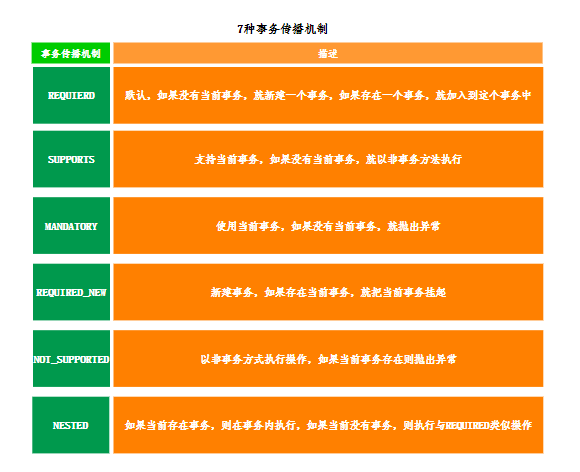 7种事务传播机制
事务传播机制 描述
REQUIERD 默认，如果没有当前事务，就新建一个事务，如果存在一个事务，就加入到这个事务中
SUPPORTS 支持当前事务，如果没有当前事务，就以非事务方法执行
MANDATORY 使用当前事务，如果没有当前事务，就抛出异常
REQUIRED_NEW 新建事务，如果存在当前事务，就把当前事务挂起
NOT_SUPPORTED 以非事务方式执行操作，如果当前事务存在则抛出异常
NESTED 如果当前存在事务，则在事务内执行，如果当前没有事务，则执行与REQUIRED类似操作